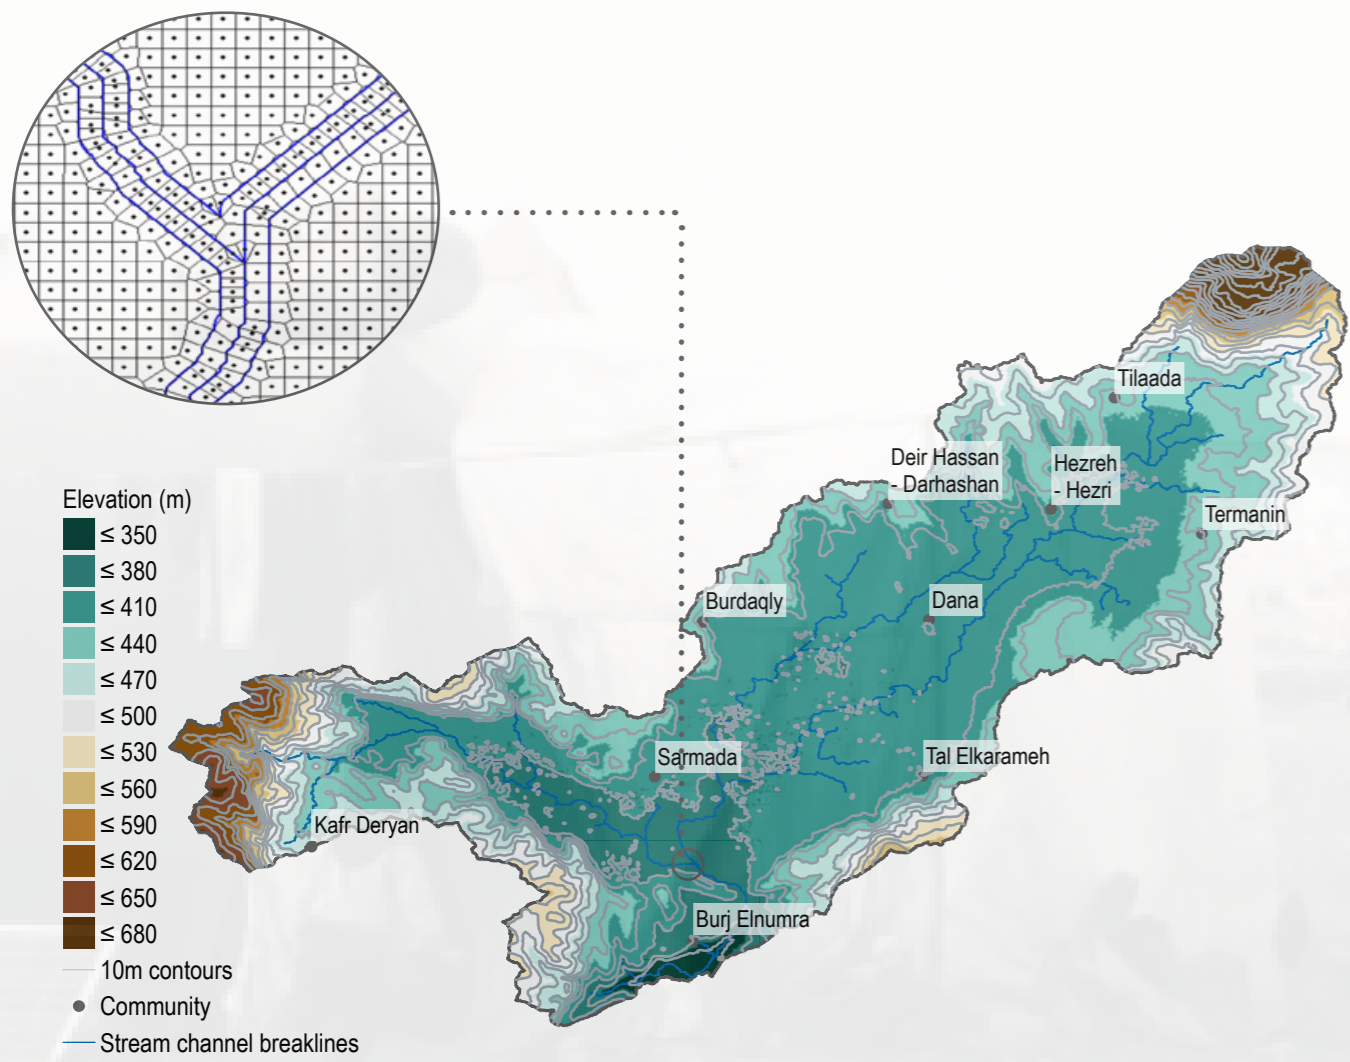 Tilaada
Deir Hassan
- Darhashan
Hezreh
- Hezri
Termanin
Burdaqly
Dana
Sarmada
Tal Elkarameh
Kafr Deryan
Burj Elnumra
Elevation (m)
≤ 350
≤ 380
≤ 410
≤ 440
≤ 470
≤ 500
≤ 530
≤ 560
≤ 590
≤ 620
≤ 650
≤ 680
10m contours
Community
Stream channel breaklines